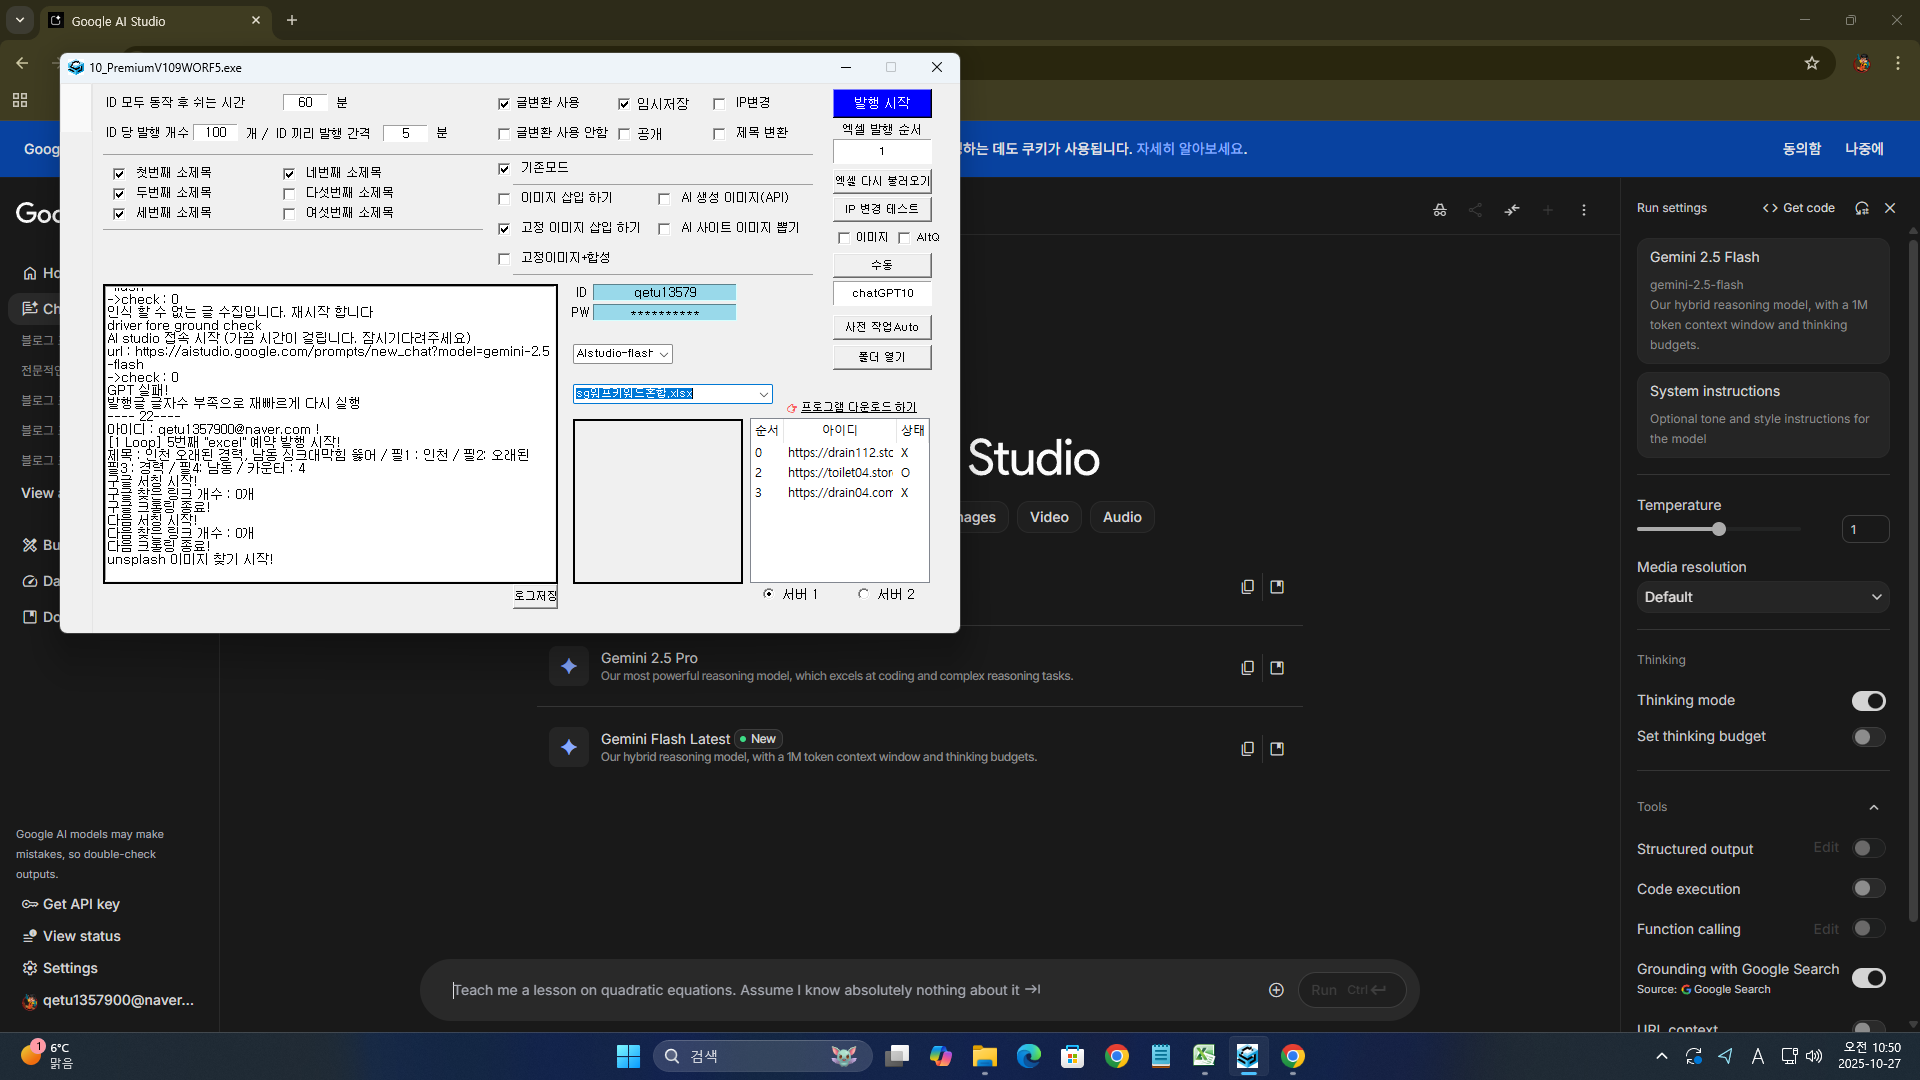 Google AI Studio
10_PremiumV109WORF5.exe
ID 모두 동작 후 쉬는 시간 60 분
ID 당 발행 개수 100 개 / ID 끼리 발행 간격 5 분
글변환 사용
임시저장
IP변경
글변환 사용 안함
공개
제목 변환
첫번째 소제목
네번째 소제목
두번째 소제목
다섯번째 소제목
세번째 소제목
여섯번째 소제목
기존모드
이미지 삽입 하기
AI 생성 이미지(API)
고정 이미지 삽입 하기
AI 사이트 이미지 뽑기
고정이미지+합성
발행 시작
엑셀 발행 순서
1
엑셀 다시 불러오기
IP 변경 테스트
이미지
AltQ
수동
chatGPT10
사전 작업Auto
폴더 열기
-flash
->check : 0
인식 할 수 없는 글 수집입니다. 재시작 합니다
driver fore ground check
AI studio 접속 시작 (가끔 시간이 걸립니다. 잠시기다려주세요)
url : https://aistudio.google.com/prompts/new_chat?model=gemini-2.5
-flash
->check : 0
GPT 실패!
발행글 글자수 부족으로 재빠르게 다시 실행
---- 22----
아이디 : qetu1357900@naver.com !
[1 Loop] 5번째 "excel" 예약 발행 시작!
제목 : 인천 오래된 경력, 남동 싱크대막힘 뚫어 / 필1 : 인천 / 필2: 오래된
필3 : 경력 / 필4: 남동 / 카운터 : 4
구글 서칭 시작!
구글 찾은 링크 개수 : 0개
구글 크롤링 종료!
다음 서칭 시작!
다음 찾은 링크 개수 : 0개
다음 크롤링 종료!
unsplash 이미지 찾기 시작!
로그저장
ID qetu13579
PW **********
AIstudio-flash
sg워프키워드혼합.xlsx
프로그램 다운로드 하기
순서 아이디 상태
0 https://drain112.stc X
2 https://toilet04.stor O
3 https://drain04.com X
서버 1
서버 2
Goog
하는 데도 쿠키가 사용됩니다. 자세히 알아보세요.
동의함
나중에
Goo
Ho
Ch
블로그
전문적인
블로그
블로그
블로그
View a
Bu
Da
Do
Google AI models may make
mistakes, so double-check
outputs.
Get API key
View status
Settings
qetu1357900@naver...
Studio
mages
Video
Audio
Gemini 2.5 Pro
Our most powerful reasoning model, which excels at coding and complex reasoning tasks.
Gemini Flash Latest New
Our hybrid reasoning model, with a 1M token context window and thinking budgets.
Teach me a lesson on quadratic equations. Assume I know absolutely nothing about it
Run Ctrl
Run settings
Get code
Gemini 2.5 Flash
gemini-2.5-flash
Our hybrid reasoning model, with a 1M
token context window and thinking
budgets.
System instructions
Optional tone and style instructions for
the model
Temperature
1
Media resolution
Default
Thinking
Thinking mode
Set thinking budget
Tools
Structured output Edit
Code execution
Function calling Edit
Grounding with Google Search
Source: Google Search
URL context
1
6°C
맑음
검색
A
오전 10:50
2025-10-27